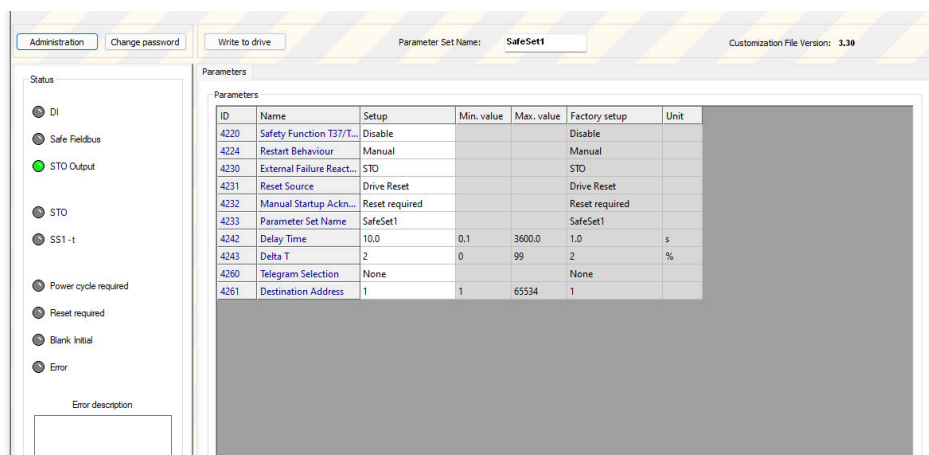 Administration Change password Write to drive Parameter Set Name: SafeSet1 Customization File Version: 3.30
Status
DI
Safe Fieldbus
STO Output
STO
SS1 -t
Power cycle required
Reset required
Blank Initial
Error
Error description
Parameters
Parameters
ID Name Setup Min. value Max. value Factory setup Unit
4220 Safety Function T37/T... Disable Disable
4224 Restart Behaviour Manual Manual
4230 External Failure React... STO STO
4231 Reset Source Drive Reset Drive Reset
4232 Manual Startup Ackn... Reset required Reset required
4233 Parameter Set Name SafeSet1 SafeSet1
4242 Delay Time 10.0 0.1 3600.0 1.0 s
4243 Delta T 2 0 99 2 %
4260 Telegram Selection None None
4261 Destination Address 1 1 65534 1